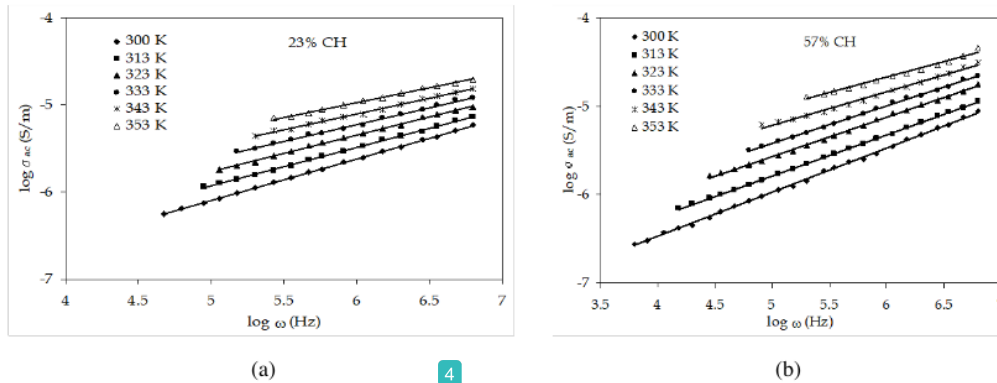 -4
23% CH
300 K
313 K
323 K
333 K
343 K
353 K
-5
-6
-7
log σ ac (S/m)
4
5
5.5
6
6.5
7
log ω (Hz)
(a)
-4
57% CH
300 K
313 K
323 K
333 K
343 K
353 K
-5
-6
-7
log σ ac (S/m)
3.5
4
4.5
5
5.5
6
6.5
log ω (Hz)
(b)
4